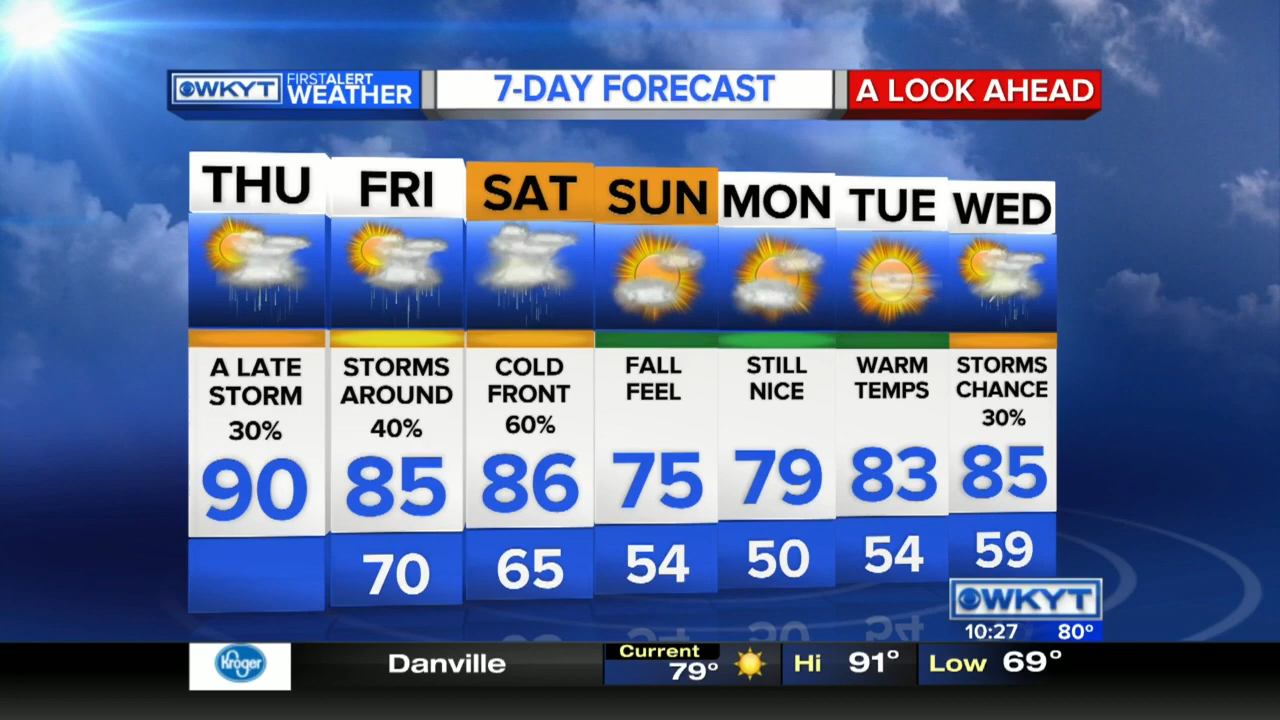 WKYT FIRST ALERT WEATHER 7-DAY FORECAST A LOOK AHEAD
THU FRI SAT SUN MON TUE WED
A LATE STORM 30%
STORMS AROUND 40%
COLD FRONT 60%
FALL FEEL
STILL NICE
WARM TEMPS
STORMS CHANCE 30%
90 85 86 75 79 83 85
70 65 54 50 54 59
WKYT
10:27 80°
Kroger Danville Current 79° Hi 91° Low 69°